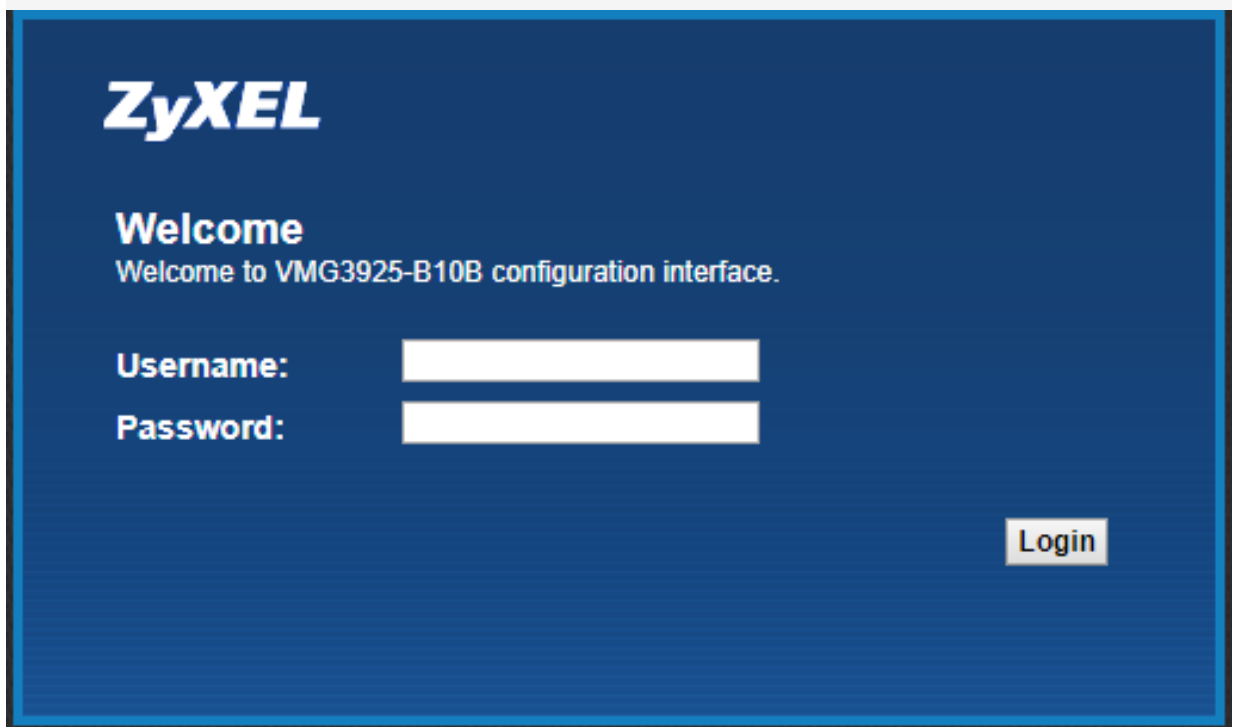 ZyXEL
Welcome
Welcome to VMG3925-B10B configuration interface.
Username:
Password:
Login